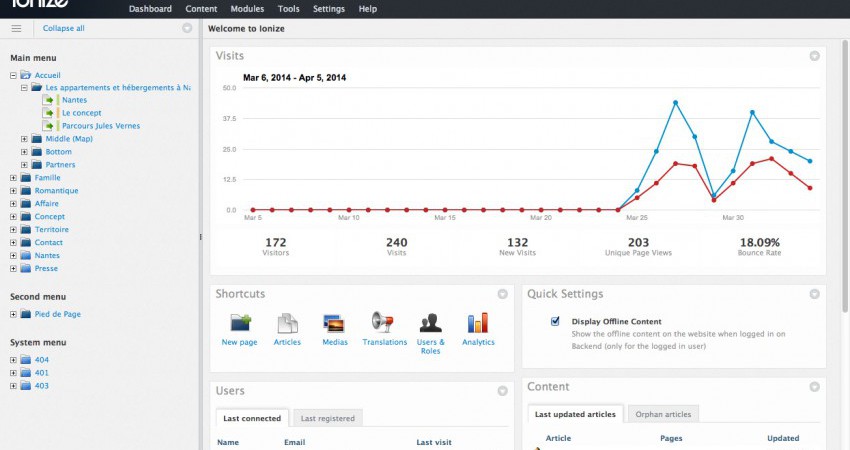 Ionize
Dashboard Content Modules Tools Settings Help
Collapse all
Welcome to Ionize
Main menu
Accueil
Les appartements et hébergements à Na
Nantes
Le concept
Parcours Jules Vernes
Middle (Map)
Bottom
Partners
Famille
Romantique
Affaire
Concept
Territoire
Contact
Nantes
Presse
Second menu
Pied de Page
System menu
404
401
403
Visits
Mar 6, 2014 - Apr 5, 2014
50.0
37.5
25.0
12.5
0.0
Mar 5 Mar 10 Mar 15 Mar 20 Mar 25 Mar 30
172 240 132 203 18.09%
Visitors Visits New Visits Unique Page Views Bounce Rate
Shortcuts
New page Articles Medias Translations Users & Roles Analytics
Quick Settings
Display Offline Content
Show the offline content on the website when logged in on
Backend (only for the logged in user)
Users
Last connected Last registered
Name Email Last visit
Content
Last updated articles Orphan articles
Article Pages Updated